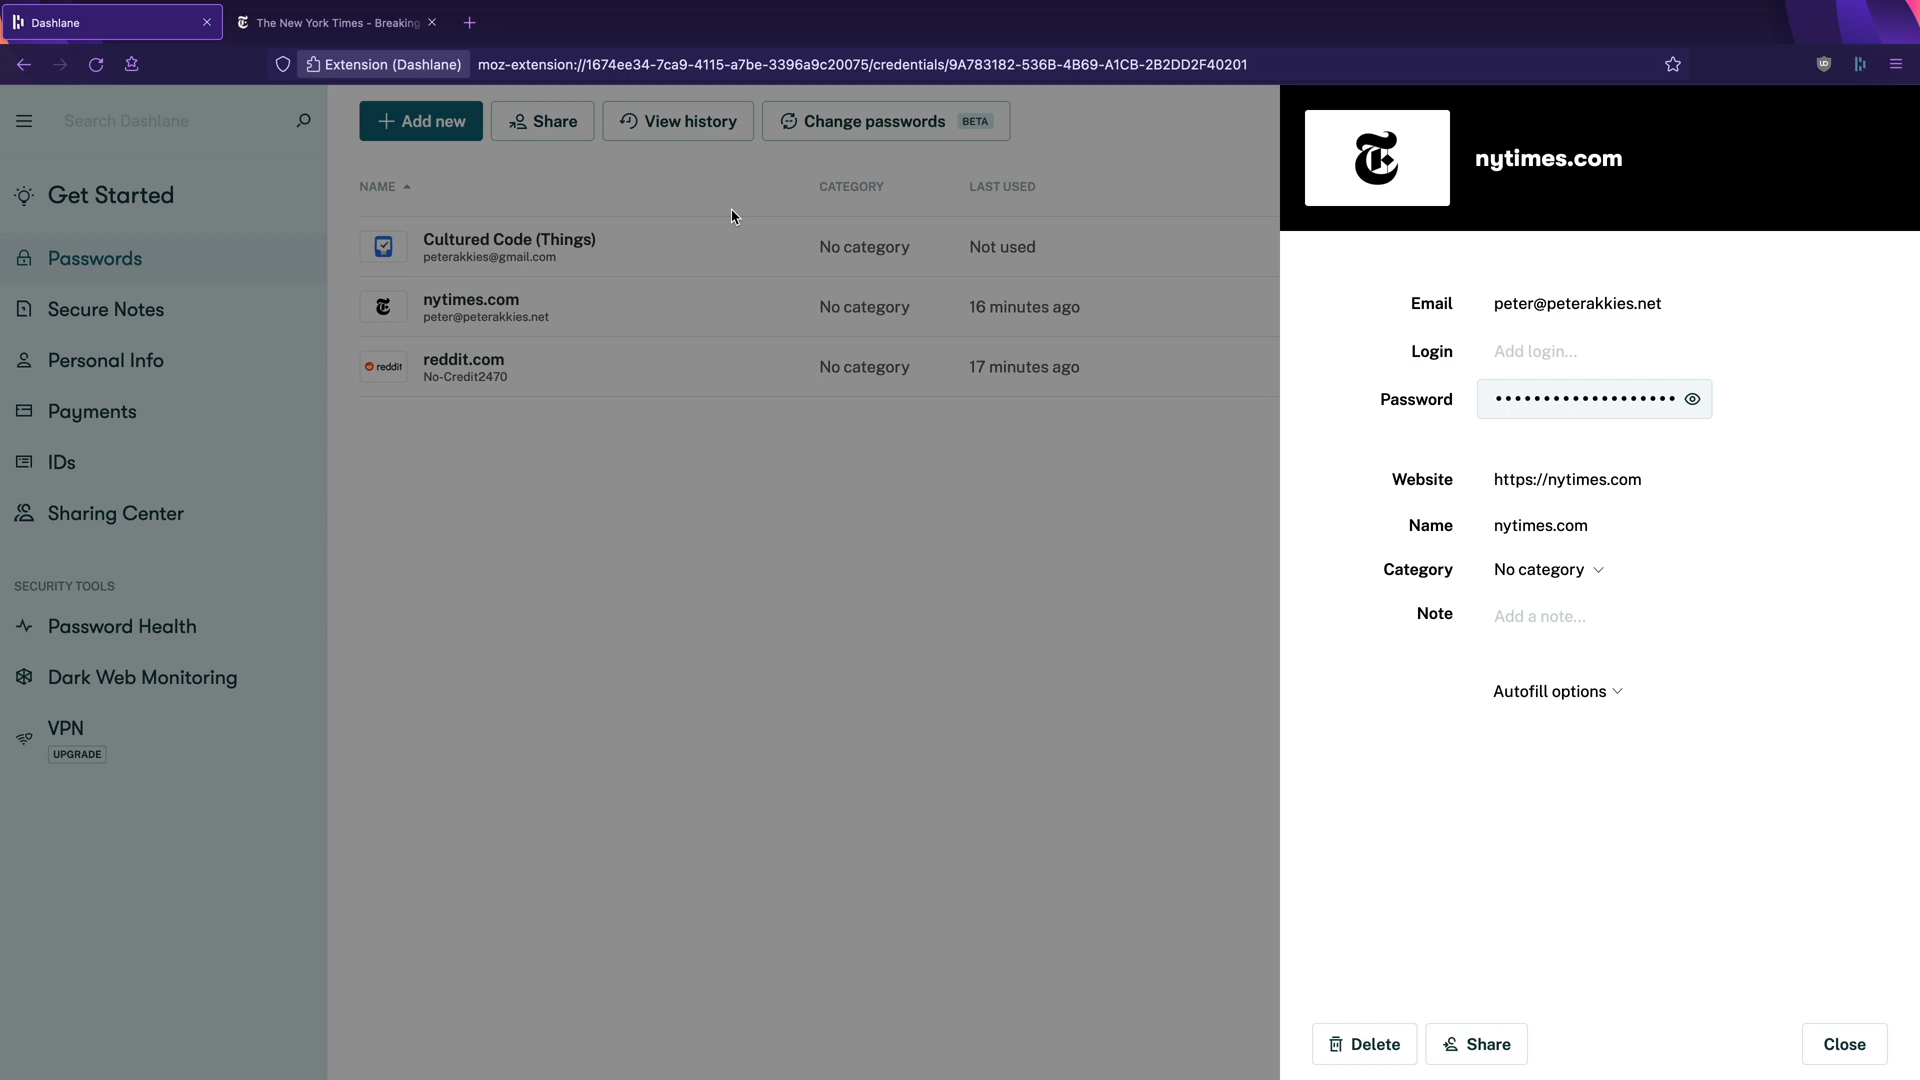 Dashlane
The New York Times - Breaking
Extension (Dashlane)
moz-extension://1674ee34-7ca9-4115-a7be-3396a9c20075/credentials/9A783182-536B-4B69-A1CB-2B2DD2F40201
Search Dashlane
Get Started
Passwords
Secure Notes
Personal Info
Payments
IDs
Sharing Center
SECURITY TOOLS
Password Health
Dark Web Monitoring
VPN
UPGRADE
Add new
Share
View history
Change passwords BETA
NAME CATEGORY LAST USED
Cultured Code (Things)
peterakkies@gmail.com
No category
Not used
nytimes.com
peter@peterakkies.net
No category
16 minutes ago
reddit
reddit.com
No-Credit2470
No category
17 minutes ago
nytimes.com
Email peter@peterakkies.net
Login Add login...
Password •••••••••••••••••••
Website https://nytimes.com
Name nytimes.com
Category No category
Note Add a note...
Autofill options
Delete
Share
Close